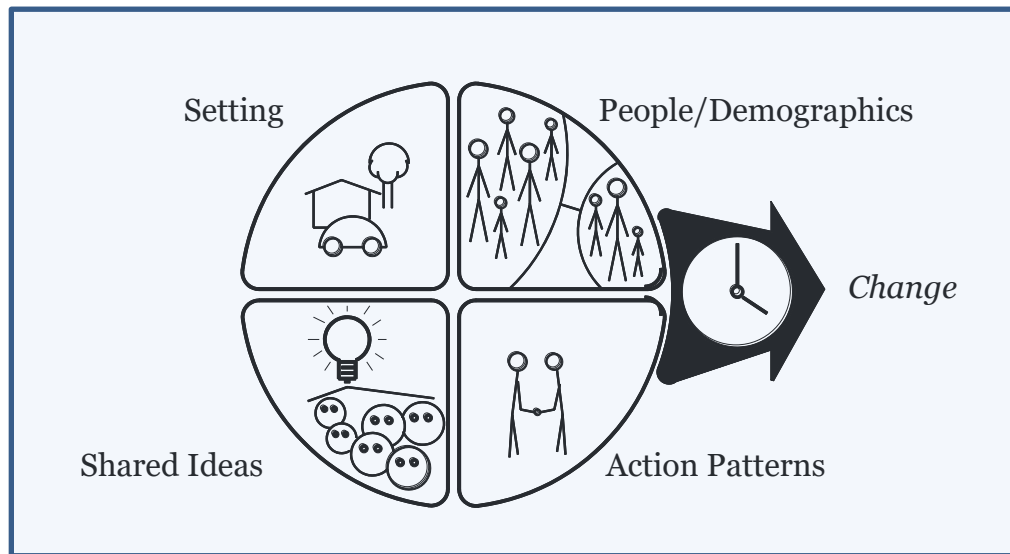 Setting
People/Demographics
Change
Shared Ideas
Action Patterns